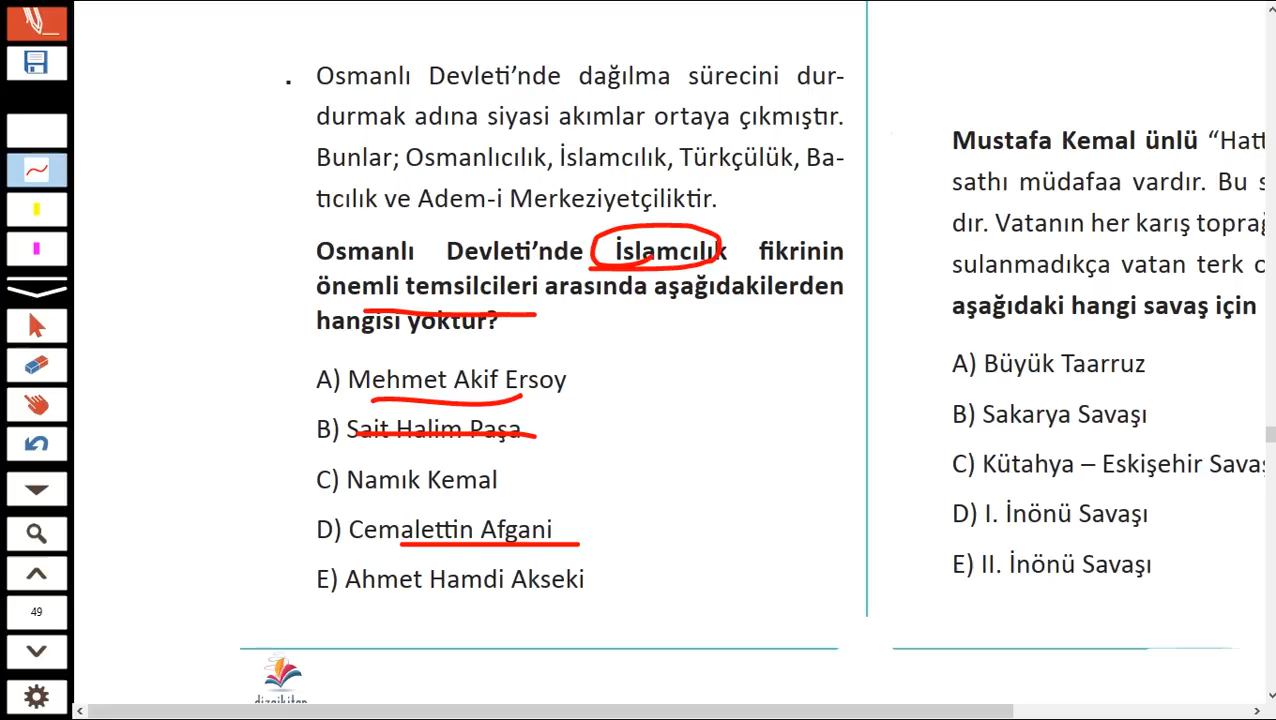 . Osmanlı Devleti’nde dağılma sürecini dur-
durmak adına siyasi akımlar ortaya çıkmıştır.
Bunlar; Osmanlıcılık, İslamcılık, Türkçülük, Ba-
tıcılık ve Adem-i Merkeziyetçiliktir.
Osmanlı Devleti’nde İslamcılık fikrinin
önemli temsilcileri arasında aşağıdakilerden
hangisi yoktur?
A) Mehmet Akif Ersoy
B) Sait Halim Paşa
C) Namık Kemal
D) Cemalettin Afgani
E) Ahmet Hamdi Akseki
Mustafa Kemal ünlü “Hatt
sathı müdafaa vardır. Bu s
dır. Vatanın her karış toprağ
sulanmadıkça vatan terk o
aşağıdaki hangi savaş için
A) Büyük Taarruz
B) Sakarya Savaşı
C) Kütahya – Eskişehir Savaş
D) I. İnönü Savaşı
E) II. İnönü Savaşı
49